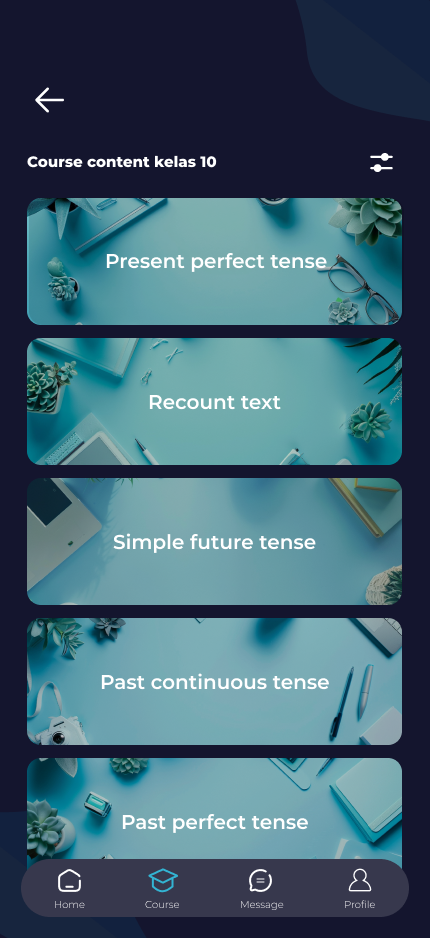 Course content kelas 10
Present perfect tense
Recount text
Simple future tense
Past continuous tense
Past perfect tense
Home
Course
Message
Profile